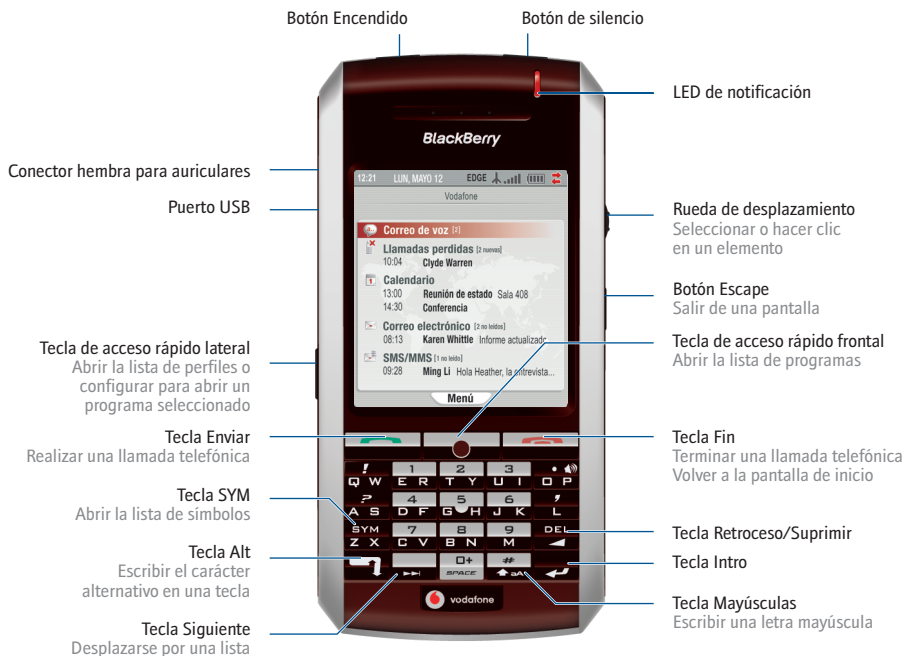 Botón Encendido
Botón de silencio
LED de notificación
BlackBerry
Conector hembra para auriculares
Puerto USB
12:21 LUN, MAYO 12 EDGE
Vodafone
Correo de voz [2]
Llamadas perdidas [2 nuevas]
10:04 Clyde Warren
Calendario
13:00 Reunión de estado Sala 408
14:30 Conferencia
Correo electrónico [2 no leídos]
08:13 Karen Whittle Informe actualizado
SMS/MMS [1 no leído]
09:28 Ming Li Hola Heather, la entrevista...
Menú
Rueda de desplazamiento
Seleccionar o hacer clic
en un elemento
Botón Escape
Salir de una pantalla
Tecla de acceso rápido frontal
Abrir la lista de programas
Tecla de acceso rápido lateral
Abrir la lista de perfiles o
configurar para abrir un
programa seleccionado
Tecla Enviar
Realizar una llamada telefónica
Tecla SYM
Abrir la lista de símbolos
Tecla Alt
Escribir el carácter
alternativo en una tecla
Tecla Siguiente
Desplazarse por una lista
Tecla Fin
Terminar una llamada telefónica
Volver a la pantalla de inicio
Tecla Retroceso/Suprimir
Tecla Intro
Tecla Mayúsculas
Escribir una letra mayúscula
! 1 2 3 .
Q W E R T Y U I O P
? 4 5 6 ,
A S D F G H J K L
SYM 7 8 9 DEL
Z X C V B N M
0+ #
SPACE aA
vodafone